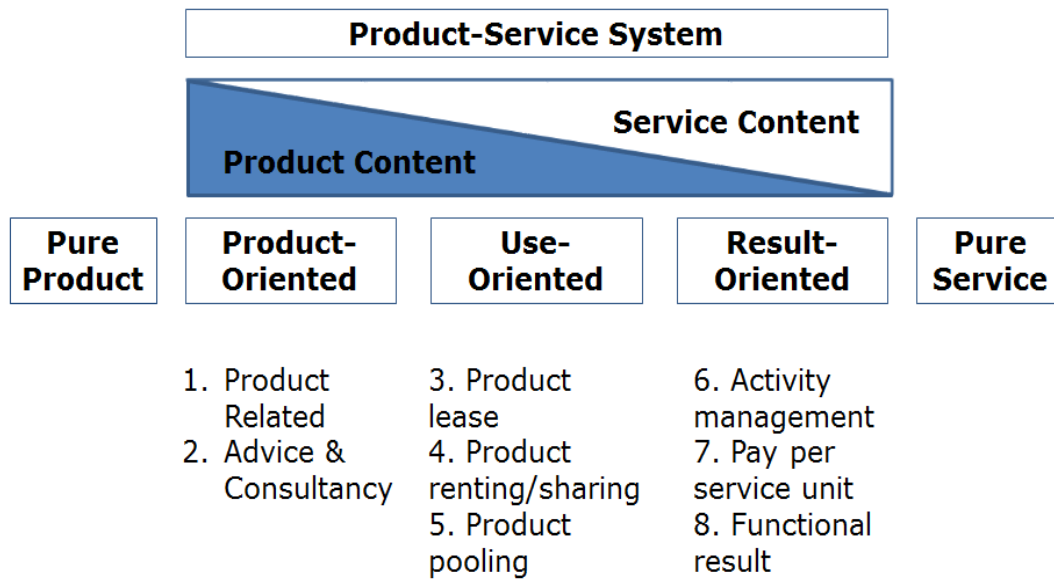 Product-Service System
Service Content
Product Content
Pure
Product
Product-
Oriented
Use-
Oriented
Result-
Oriented
Pure
Service
1. Product
Related
2. Advice &
Consultancy
3. Product
lease
4. Product
renting/sharing
5. Product
pooling
6. Activity
management
7. Pay per
service unit
8. Functional
result